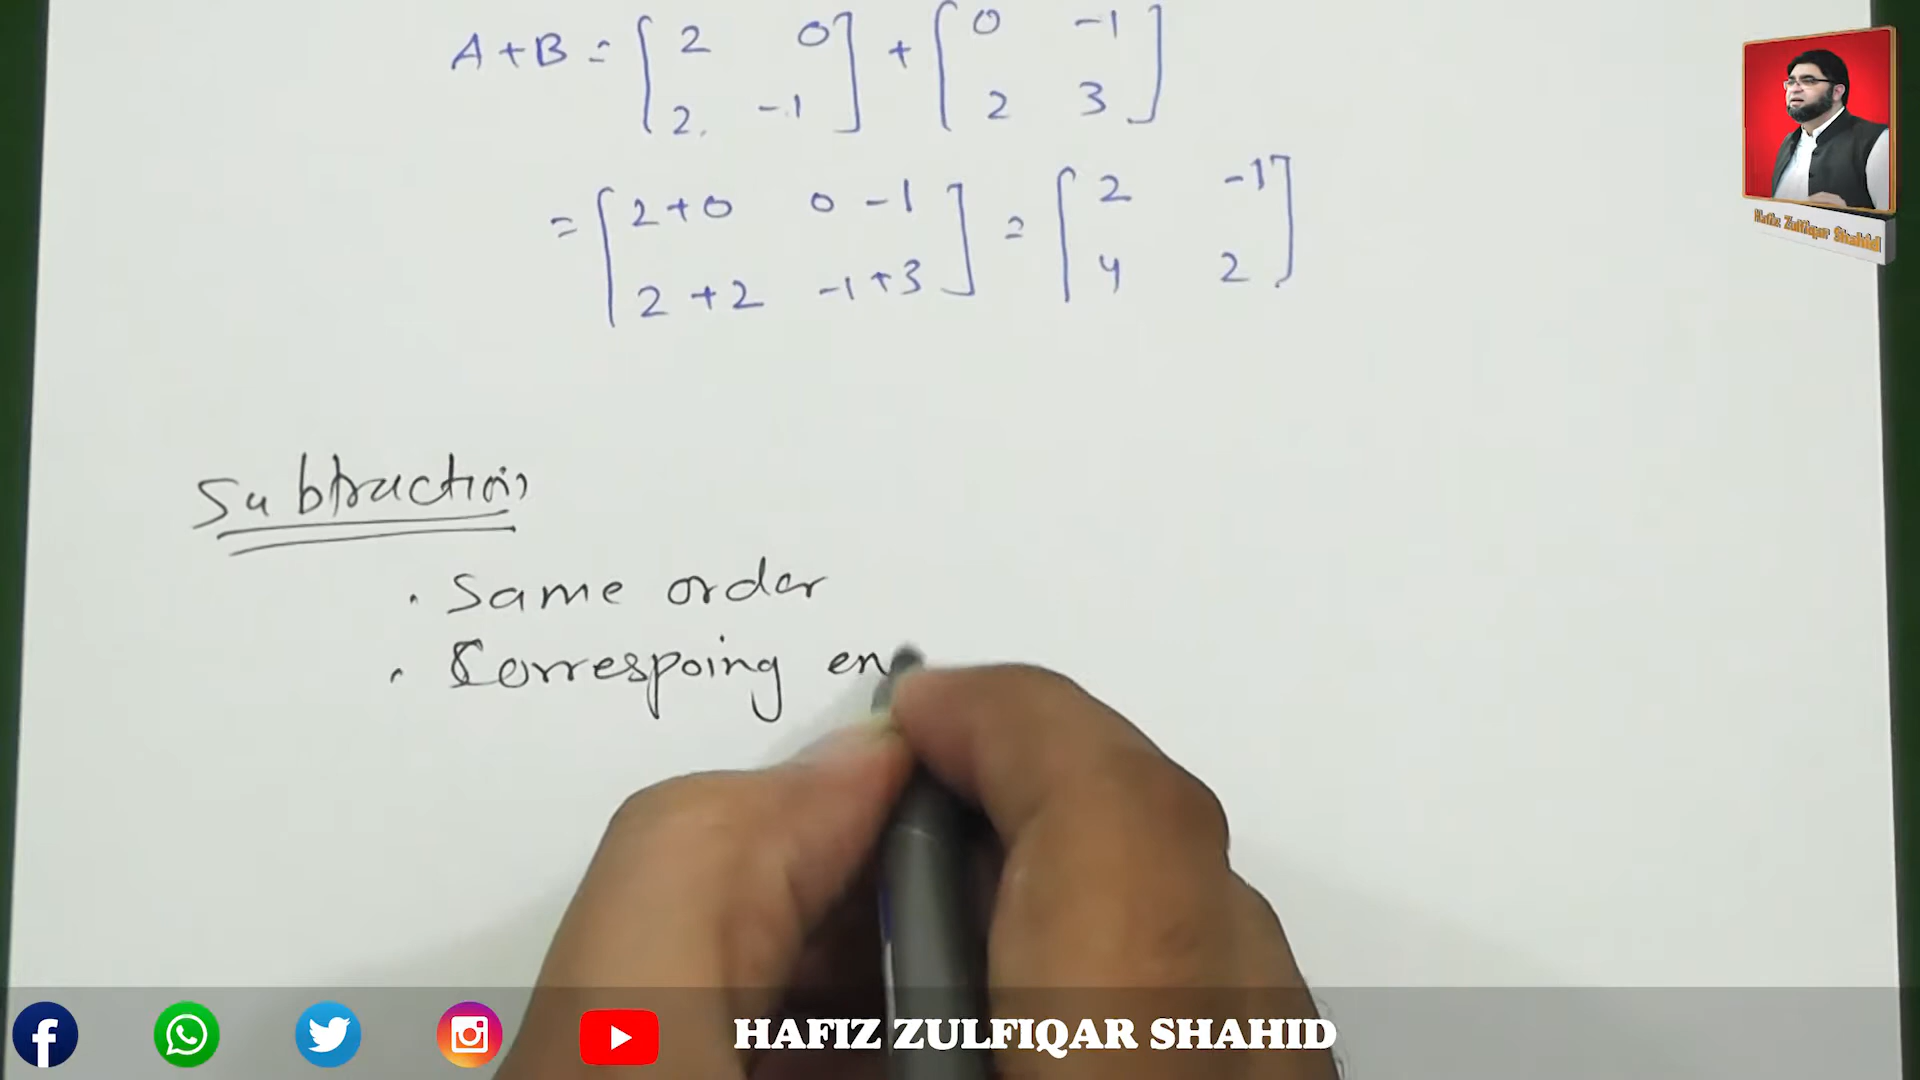 A+B = [2 0 2. -1] + [0 -1 2 3]
= [2+0 0-1 2+2 -1+3] = [2 -1 4 2]
Subtraction
. Same order
. Correspoing en
Hafiz Zulfiqar Shahid
HAFIZ ZULFIQAR SHAHID